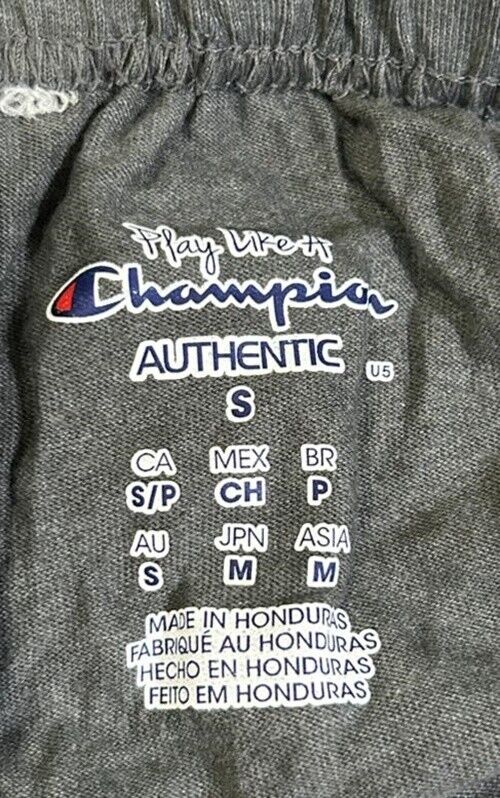 Play Like A
Champion
AUTHENTIC
U5
S
CA MEX BR
S/P CH P
AU JPN ASIA
S M M
MADE IN HONDURAS
FABRIQUÉ AU HONDURAS
HECHO EN HONDURAS
FEITO EM HONDURAS